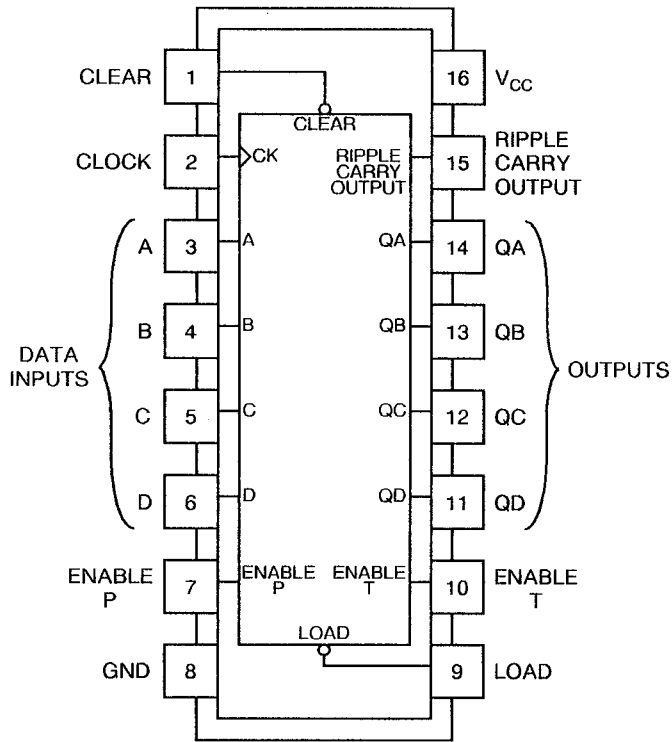 CLEAR 1 16 VCC
CLEAR
CLOCK 2 CK RIPPLE CARRY OUTPUT 15 RIPPLE CARRY OUTPUT
A 3 A QA 14 QA
B 4 B QB 13 QB
DATA INPUTS OUTPUTS
C 5 C QC 12 QC
D 6 D QD 11 QD
ENABLE P 7 ENABLE P ENABLE T 10 ENABLE T
LOAD
GND 8 9 LOAD